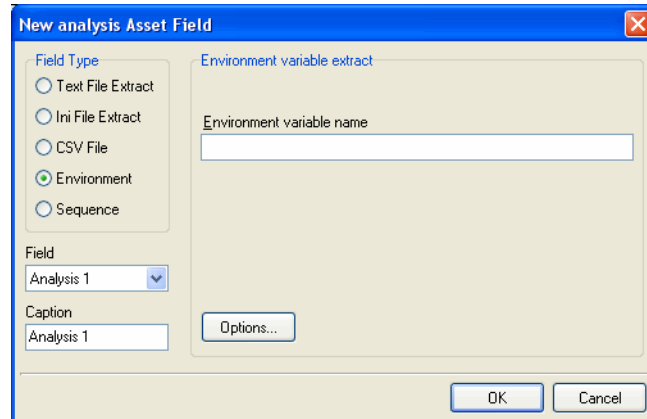 New analysis Asset Field
Field Type
Text File Extract
Ini File Extract
CSV File
Environment
Sequence
Field
Analysis 1
Caption
Analysis 1
Environment variable extract
Environment variable name
Options...
OK
Cancel